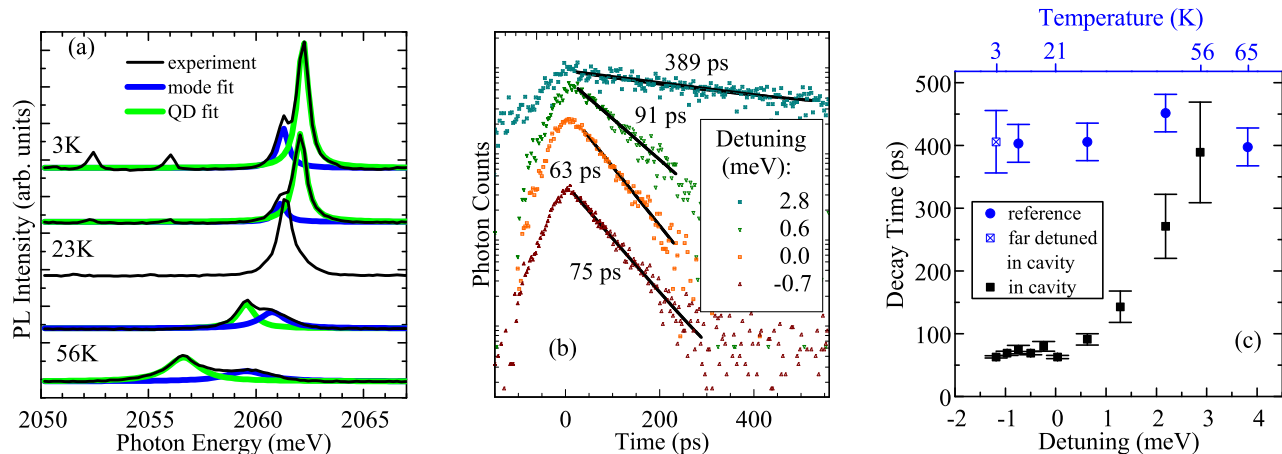 (a)
experiment
mode fit
QD fit
3K
23K
56K
PL Intensity (arb. units)
2050
2055
2060
2065
Photon Energy (meV)
389 ps
91 ps
63 ps
75 ps
Detuning
(meV):
2.8
0.6
0.0
-0.7
(b)
Photon Counts
0
200
400
Time (ps)
Temperature (K)
3
21
56
65
500
400
300
200
100
0
Decay Time (ps)
reference
far detuned
in cavity
in cavity
(c)
-2
-1
0
1
2
3
4
Detuning (meV)